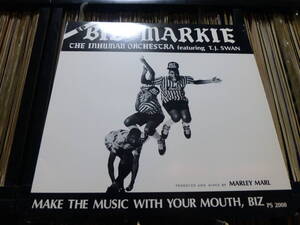 BIZ MARKIE
THE INHUMAN ORCHESTRA featuring T.J. SWAN
PRODUCED AND MIXED BY MARLEY MARL
MAKE THE MUSIC WITH YOUR MOUTH, BIZ PS 2008